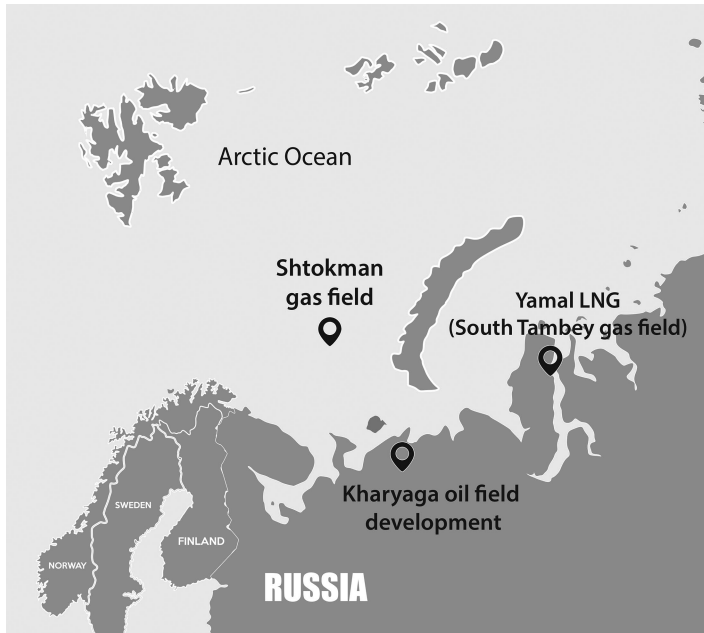 Arctic Ocean
Shtokman
gas field
Yamal LNG
(South Tambey gas field)
Kharyaga oil field
development
SWEDEN
FINLAND
NORWAY
RUSSIA